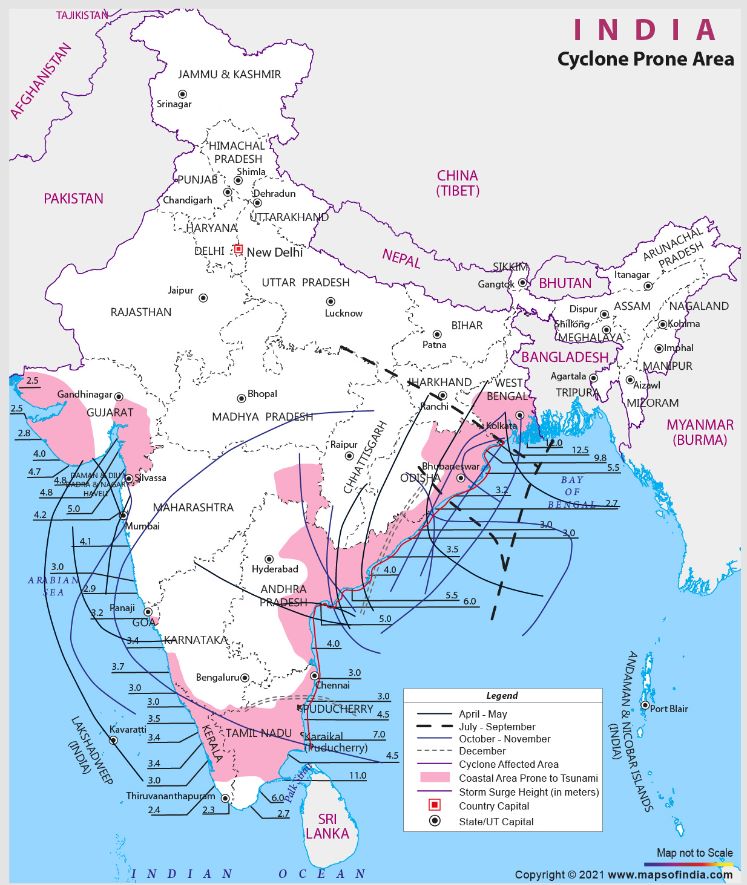 INDIA
Cyclone Prone Area
TAJIKISTAN
AFGHANISTAN
JAMMU & KASHMIR
Srinagar
HIMACHAL
PRADESH
Shimla
PUNJAB
Chandigarh
Dehradun
UTTARAKHAND
CHINA
(TIBET)
PAKISTAN
HARYANA
DELHI
New Delhi
NEPAL
SIKKIM
Gangtok
BHUTAN
ARUNACHAL
PRADESH
Itanagar
Jaipur
RAJASTHAN
UTTAR PRADESH
Lucknow
BIHAR
Patna
Dispur
ASSAM
NAGALAND
Shillong
MEGHALAYA
Kohima
Imphal
MANIPUR
BANGLADESH
Agartala
TRIPURA
Aizawl
MIZORAM
MYANMAR
(BURMA)
2.5
Gandhinagar
GUJARAT
Bhopal
MADHYA PRADESH
JHARKHAND
Ranchi
WEST
BENGAL
Kolkata
2.5
2.8
4.0
4.7
4.8
4.8
4.2
5.0
DAMAN & DIU
DADRA & NAGAR
HAVELI
Silvassa
Raipur
CHHATTISGARH
Bhubaneswar
ODISHA
12.0
12.5
9.8
5.5
BAY
OF
BENGAL
3.2
2.7
3.0
3.0
MAHARASHTRA
Mumbai
4.1
3.0
ARABIAN
SEA
2.9
Hyderabad
3.5
4.0
ANDHRA
PRADESH
5.5
6.0
5.0
Panaji
GOA
3.2
3.4
KARNATAKA
4.0
3.7
Bengaluru
Chennai
3.0
3.0
3.0
PUDUCHERRY
4.5
3.5
TAMIL NADU
Karaikal
(Puducherry)
7.0
3.4
KERALA
3.4
4.5
3.0
11.0
LAKSHADWEEP
(INDIA)
Kavaratti
Thiruvananthapuram
2.4
2.3
6.0
2.7
Palk Strait
SRI
LANKA
ANDAMAN & NICOBAR ISLANDS
(INDIA)
Port Blair
Legend
April - May
July - September
October - November
December
Cyclone Affected Area
Coastal Area Prone to Tsunami
Storm Surge Height (in meters)
Country Capital
State/UT Capital
Map not to Scale
INDIAN OCEAN
Copyright © 2021 www.mapsofindia.com